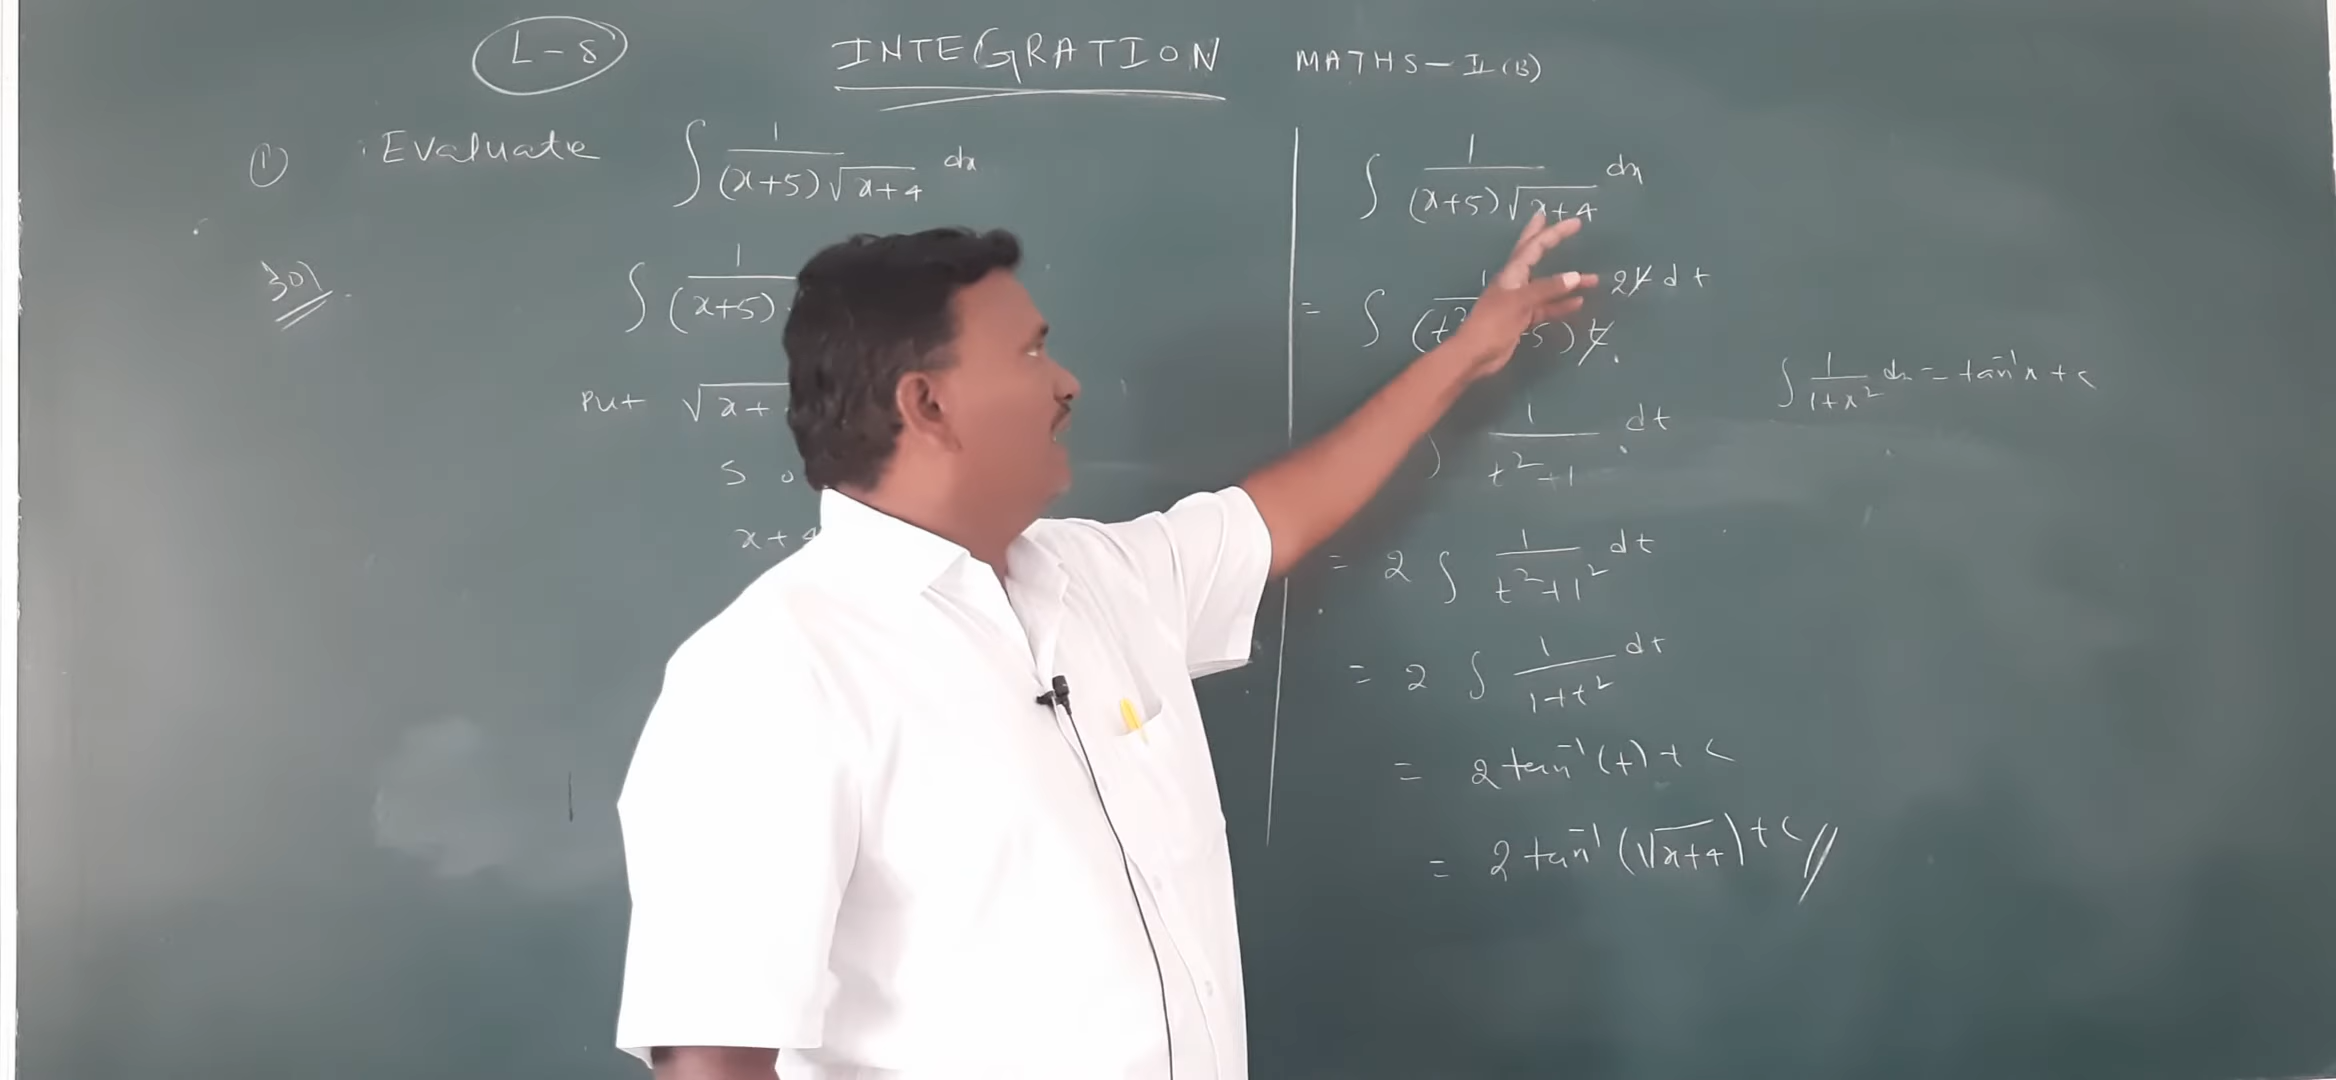 L-8
INTEGRATION
MATHS-II(B)
① Evaluate ∫ 1/(x+5)√x+4 dx
Sol
∫ 1/(x+5)
Put √x+
S.O
x+4
∫ 1/(x+5)√x+4 dx
= ∫ 1/(t² -5)t 2t dt
∫ 1/t²+1 dt
= 2 ∫ 1/t²+1² dt
= 2 ∫ 1/1+t² dt
= 2 tan⁻¹(t)+c
= 2 tan⁻¹(√x+4)+c //
∫ 1/1+x² dx = tan⁻¹x+c